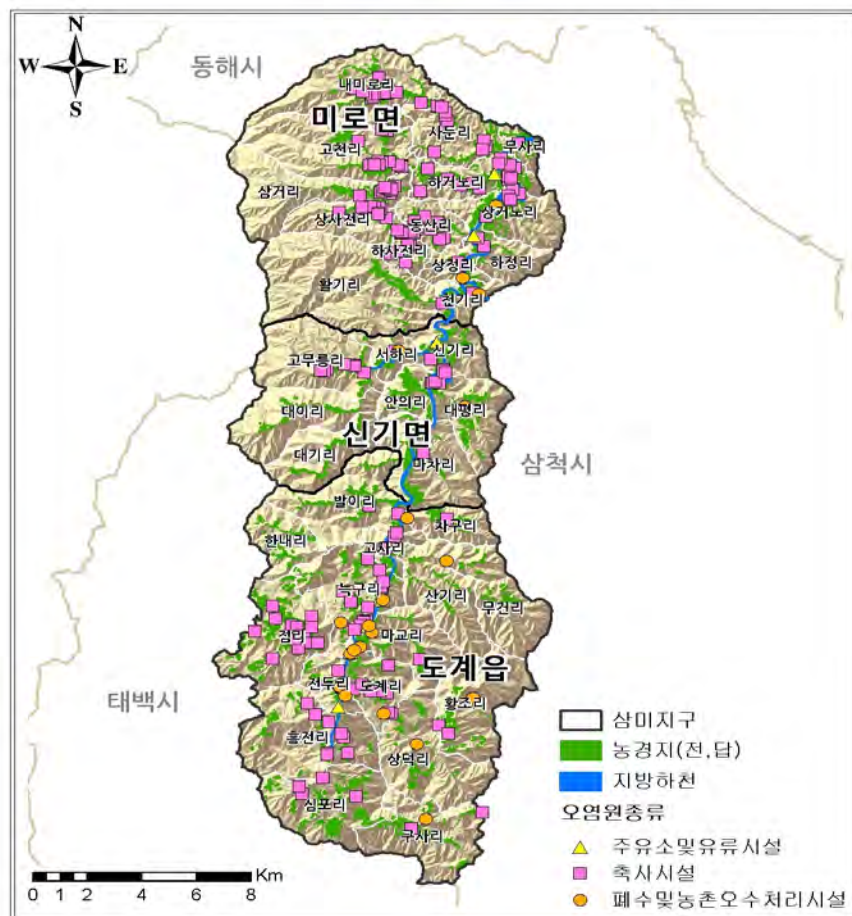 N
W E
S
동해시
내미로리
미로면
사둔리
고천리
무사리
삼거리
하거노리
상사전리
상거노리
동산리
하사전리
상정리
하정리
활기리
천기리
고무릉리
서하리
신기리
안의리
대이리
대평리
신기면
대기리
마차리
삼척시
발이리
차구리
한내리
고사리
늑구리
산기리
무건리
점리
마교리
도계읍
태백시
전두리
도계리
황조리
흥전리
상덕리
심포리
구사리
삼미지구
농경지(전,답)
지방하천
오염원종류
주유소및유류시설
축사시설
폐수및농촌오수처리시설
Km
0 1 2 4 6 8